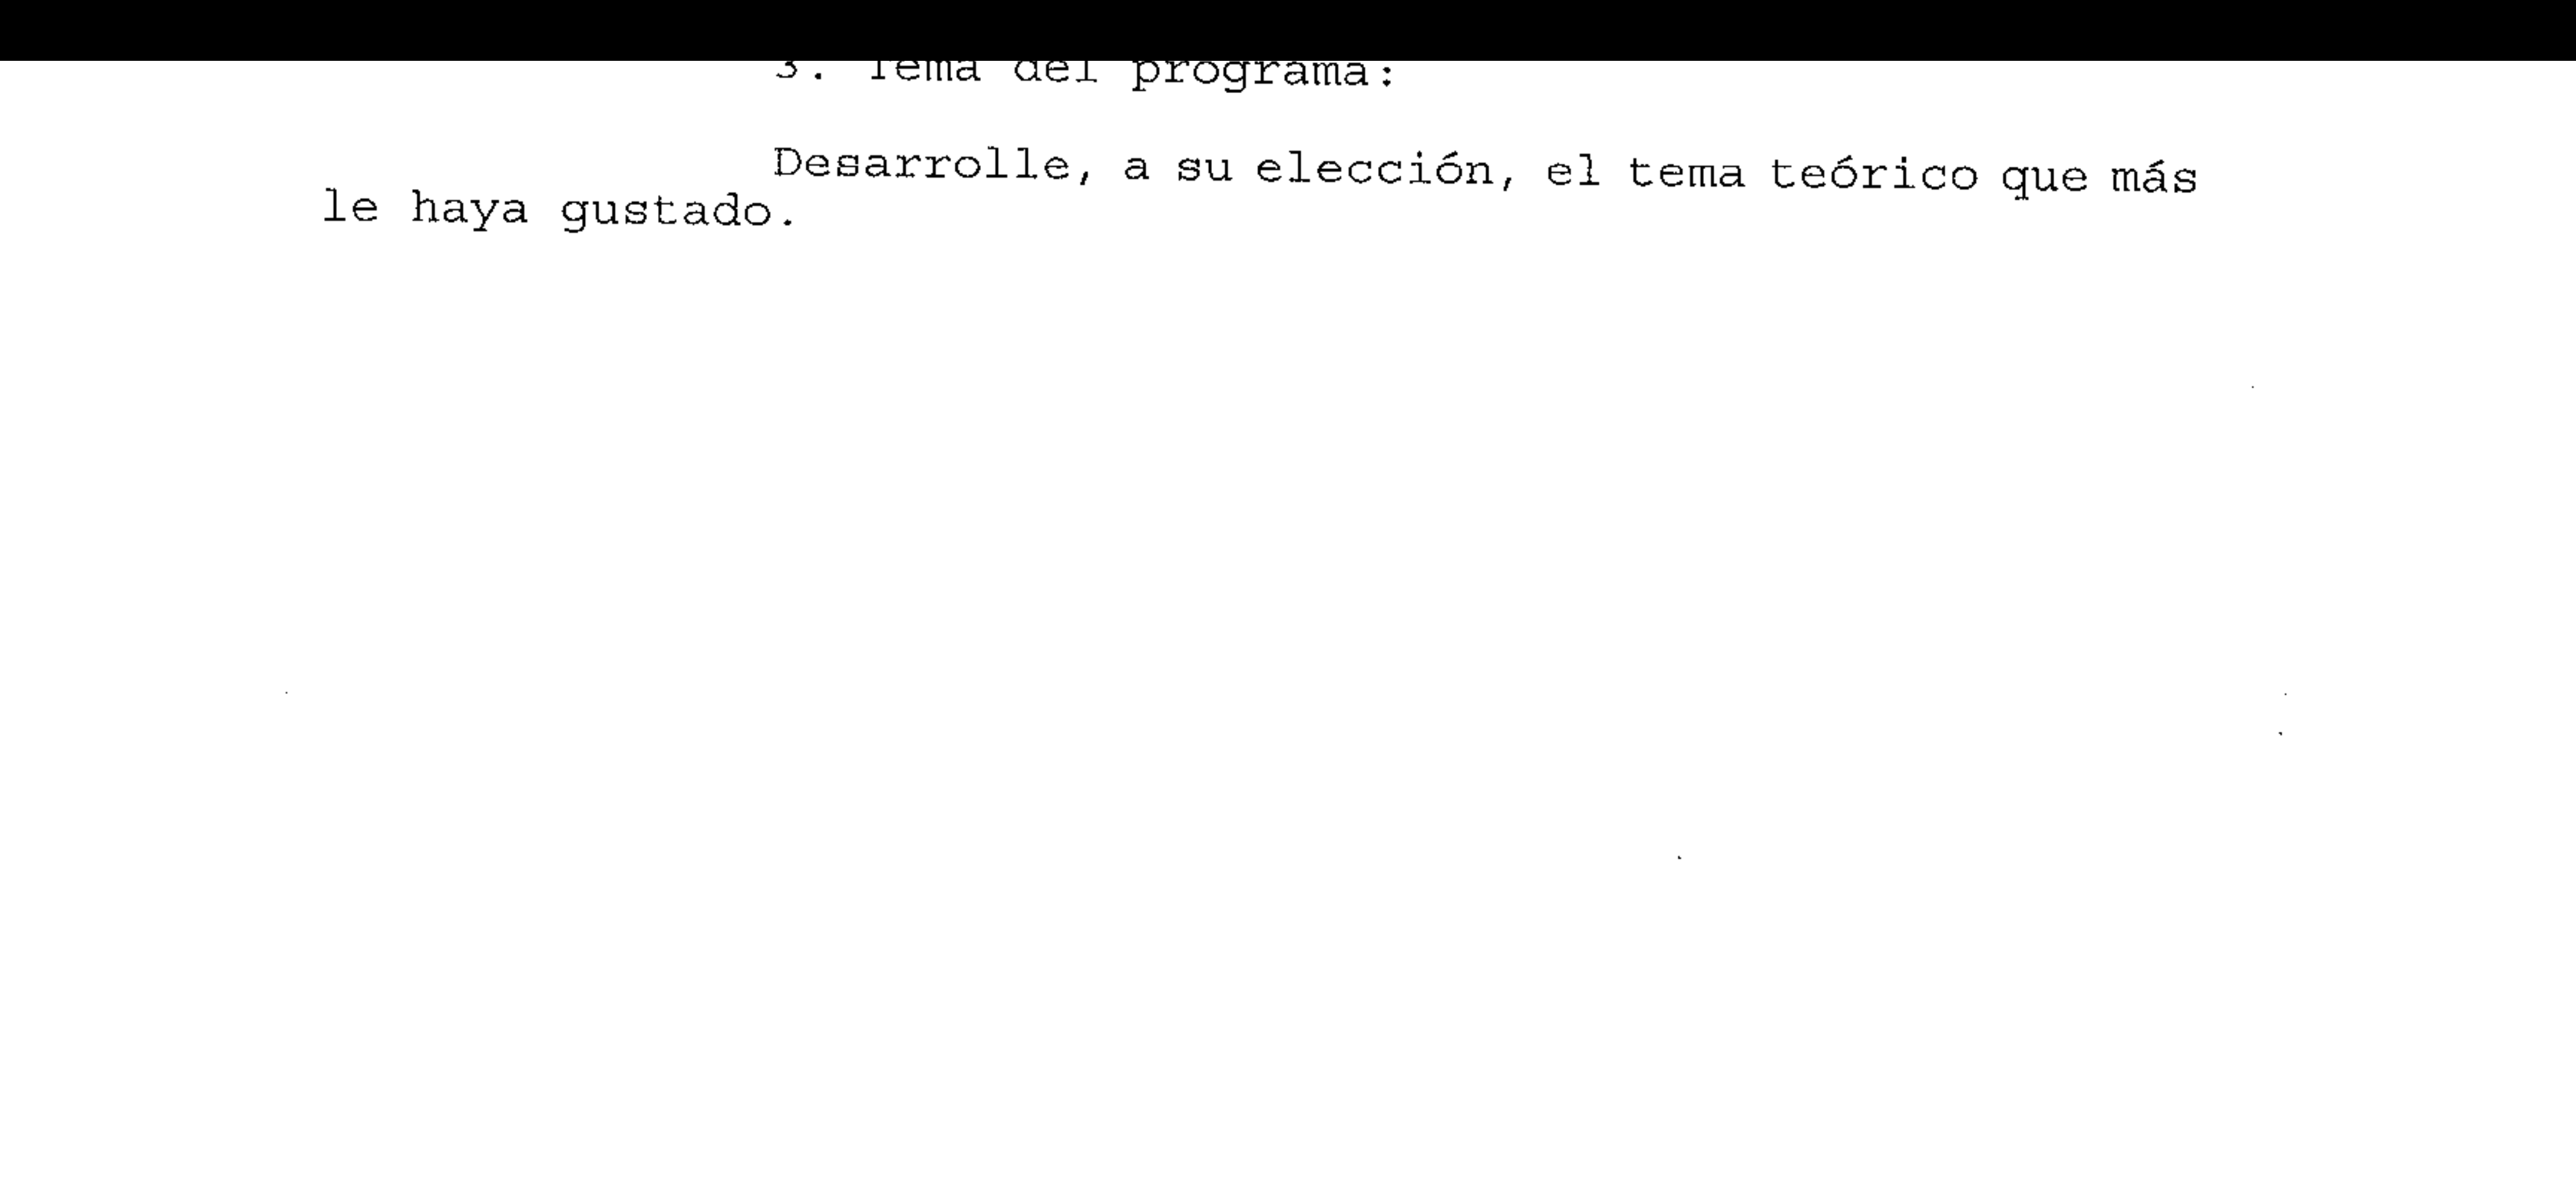 3. Tema del programa:
Desarrolle, a su elección, el tema teórico que más
le haya gustado.